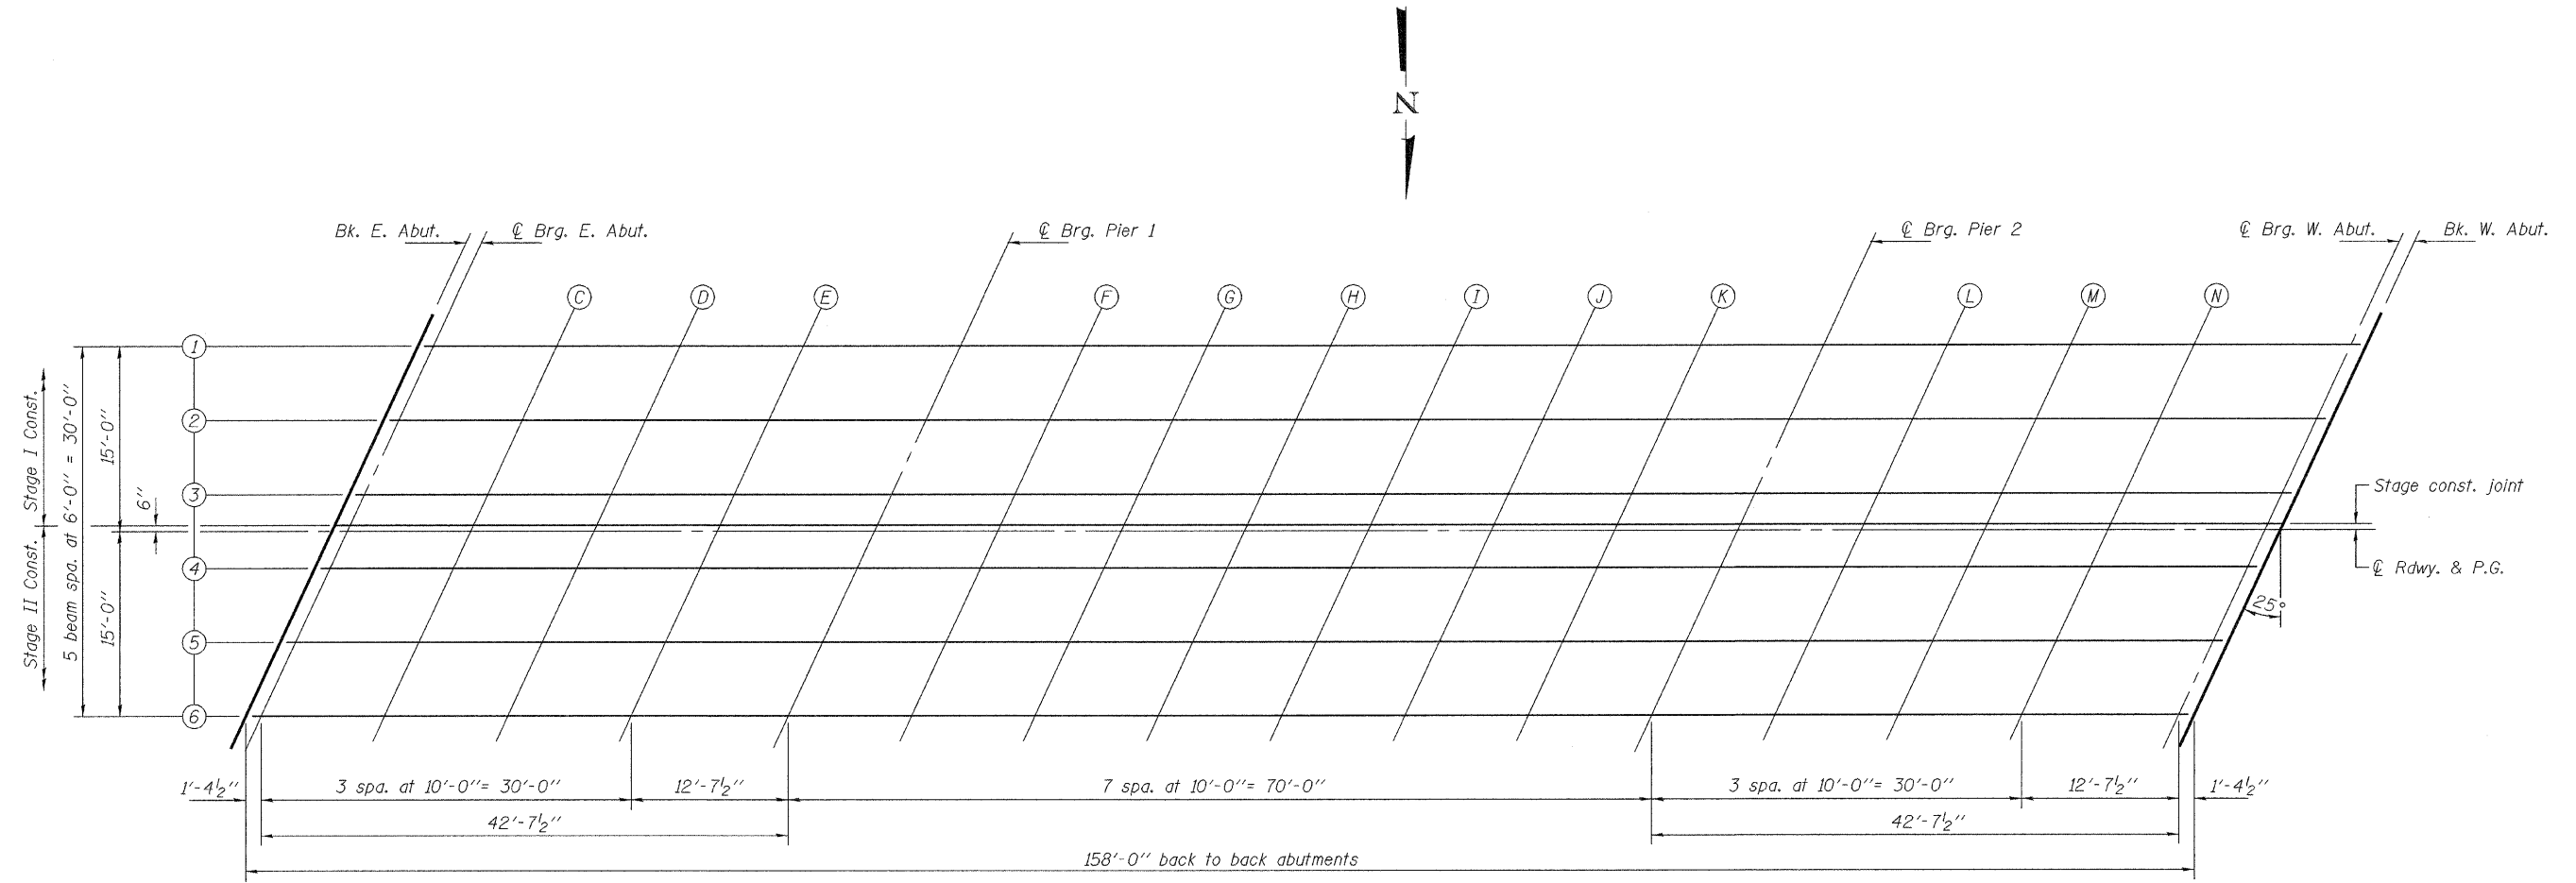 N
Bk. E. Abut.
℄ Brg. E. Abut.
℄ Brg. Pier 1
℄ Brg. Pier 2
℄ Brg. W. Abut.
Bk. W. Abut.
C
D
E
F
G
H
I
J
K
L
M
N
1
2
3
4
5
6
Stage I Const.
Stage II Const.
5 beam spa. at 6'-0" = 30'-0"
15'-0"
15'-0"
6"
Stage const. joint
℄ Rdwy. & P.G.
25°
1'-4½"
3 spa. at 10'-0"= 30'-0"
12'-7½"
7 spa. at 10'-0"= 70'-0"
3 spa. at 10'-0"= 30'-0"
12'-7½"
1'-4½"
42'-7½"
42'-7½"
158'-0" back to back abutments